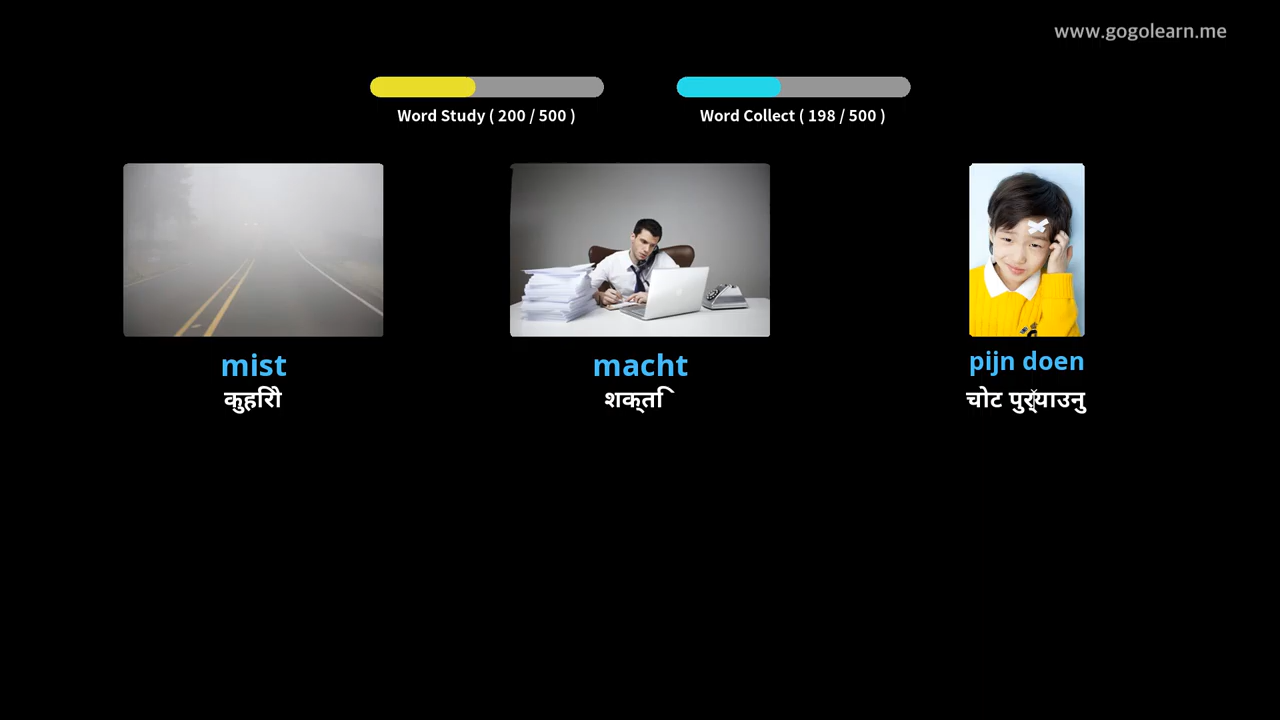 www.gogolearn.me
Word Study ( 200 / 500 )
Word Collect ( 198 / 500 )
mist
macht
pijn doen
कुहिरो
शक्ति
चोट पुर्‍याउनु